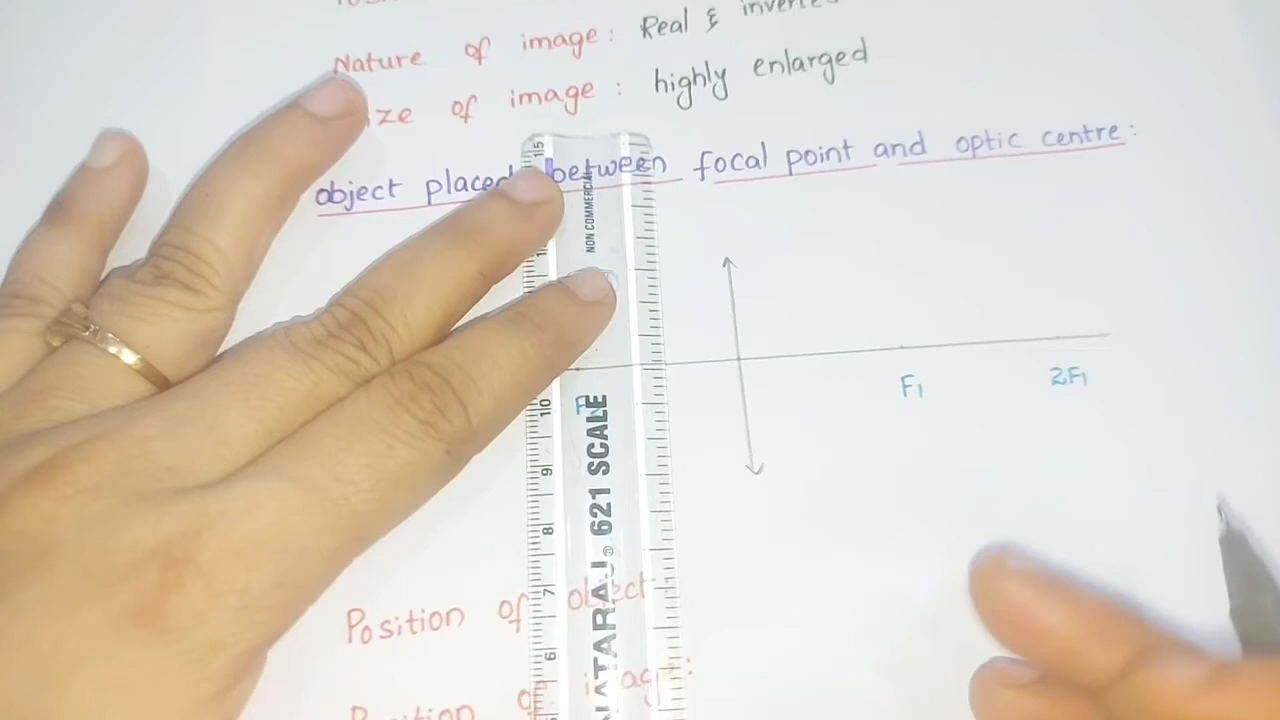 Nature of image: Real & inverted
ize of image: highly enlarged
object placed between focal point and optic centre:
15
NON COMMERCIAL
F1
2F1
10
9
8
7
6
NATARAJ® 621 SCALE
Position of object:
Position of image: